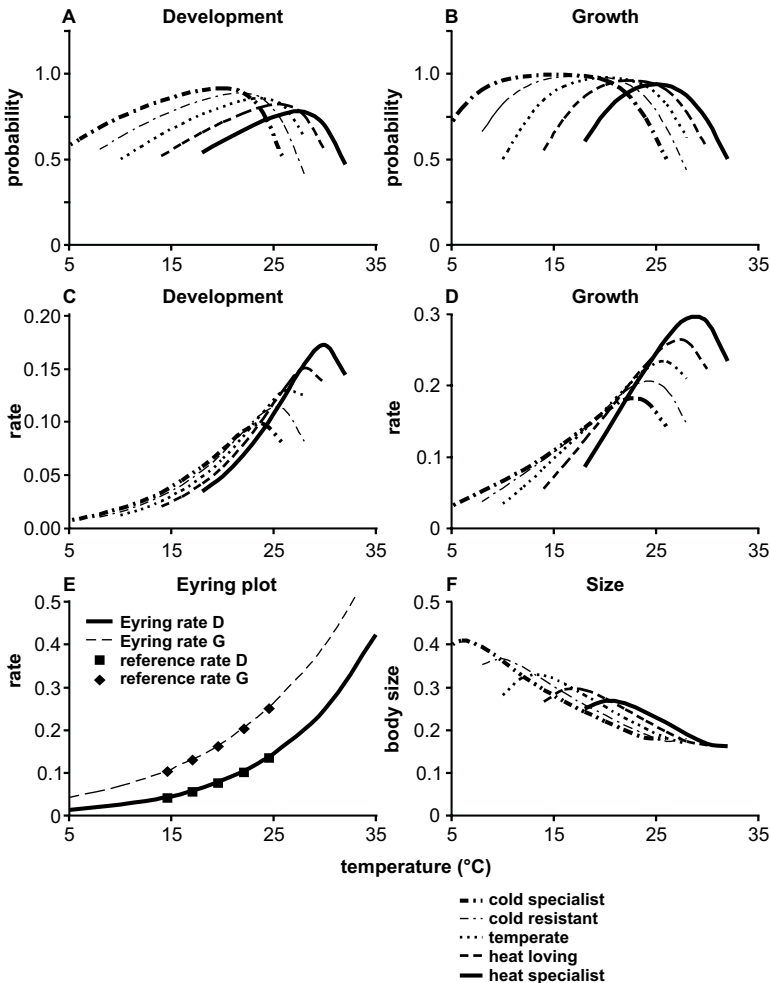 A Development
B Growth
probability
1.0
0.5
0
5 15 25 35
probability
1.0
0.5
0
5 15 25 35
C Development
D Growth
rate
0.20
0.15
0.10
0.05
0.00
5 15 25 35
rate
0.3
0.2
0.1
0
5 15 25 35
E Eyring plot
F Size
rate
0.5
0.4
0.3
0.2
0.1
0
5 15 25 35
Eyring rate D
Eyring rate G
reference rate D
reference rate G
body size
0.5
0.4
0.3
0.2
0.1
0
5 15 25 35
temperature (°C)
cold specialist
cold resistant
temperate
heat loving
heat specialist